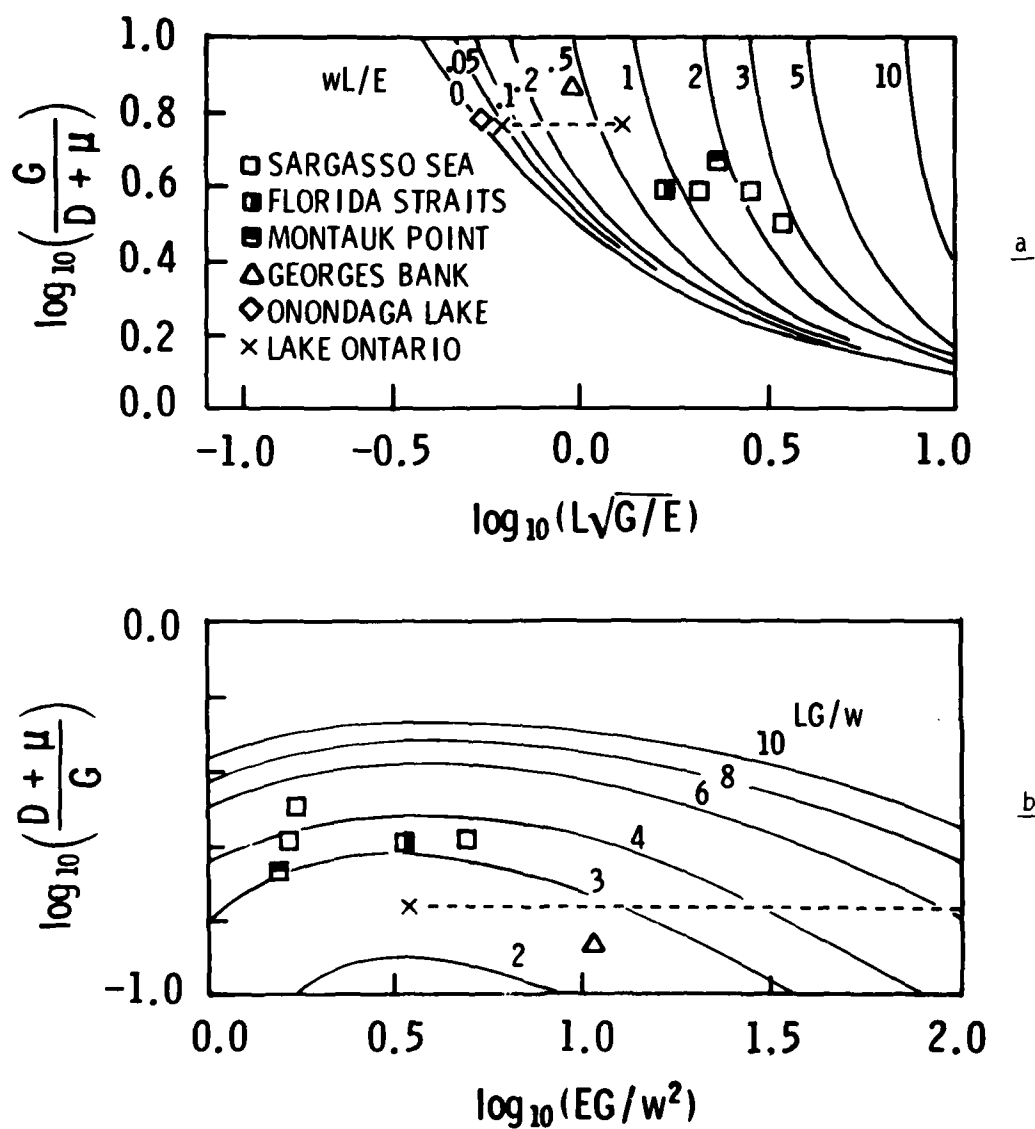 1.0
0.8
0.6
0.4
0.2
0.0
log10(G / D + μ)
wL/E
0
.05
.1
.2
.5
1
2
3
5
10
SARGASSO SEA
FLORIDA STRAITS
MONTAUK POINT
GEORGES BANK
ONONDAGA LAKE
LAKE ONTARIO
a
-1.0 -0.5 0.0 0.5 1.0
log10(L√G/E)
0.0
-1.0
log10(D + μ / G)
LG/w
10
8
6
4
3
2
b
0.0 0.5 1.0 1.5 2.0
log10(EG/w²)